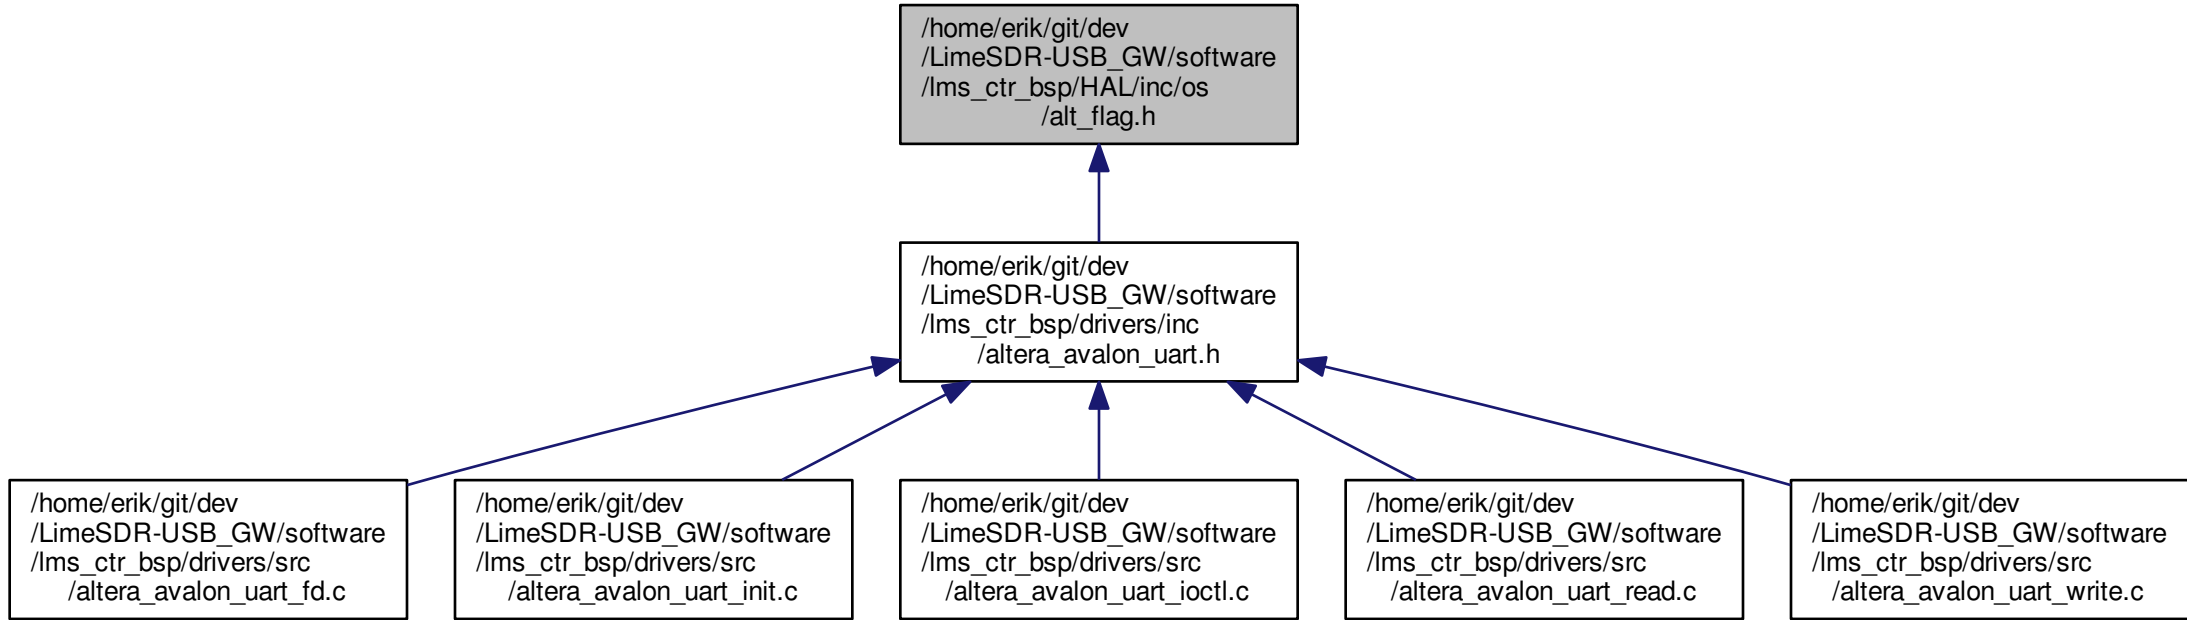 /home/erik/git/dev
/LimeSDR-USB_GW/software
/lms_ctr_bsp/HAL/inc/os
/alt_flag.h
/home/erik/git/dev
/LimeSDR-USB_GW/software
/lms_ctr_bsp/drivers/inc
/altera_avalon_uart.h
/home/erik/git/dev
/LimeSDR-USB_GW/software
/lms_ctr_bsp/drivers/src
/altera_avalon_uart_fd.c
/home/erik/git/dev
/LimeSDR-USB_GW/software
/lms_ctr_bsp/drivers/src
/altera_avalon_uart_init.c
/home/erik/git/dev
/LimeSDR-USB_GW/software
/lms_ctr_bsp/drivers/src
/altera_avalon_uart_ioctl.c
/home/erik/git/dev
/LimeSDR-USB_GW/software
/lms_ctr_bsp/drivers/src
/altera_avalon_uart_read.c
/home/erik/git/dev
/LimeSDR-USB_GW/software
/lms_ctr_bsp/drivers/src
/altera_avalon_uart_write.c